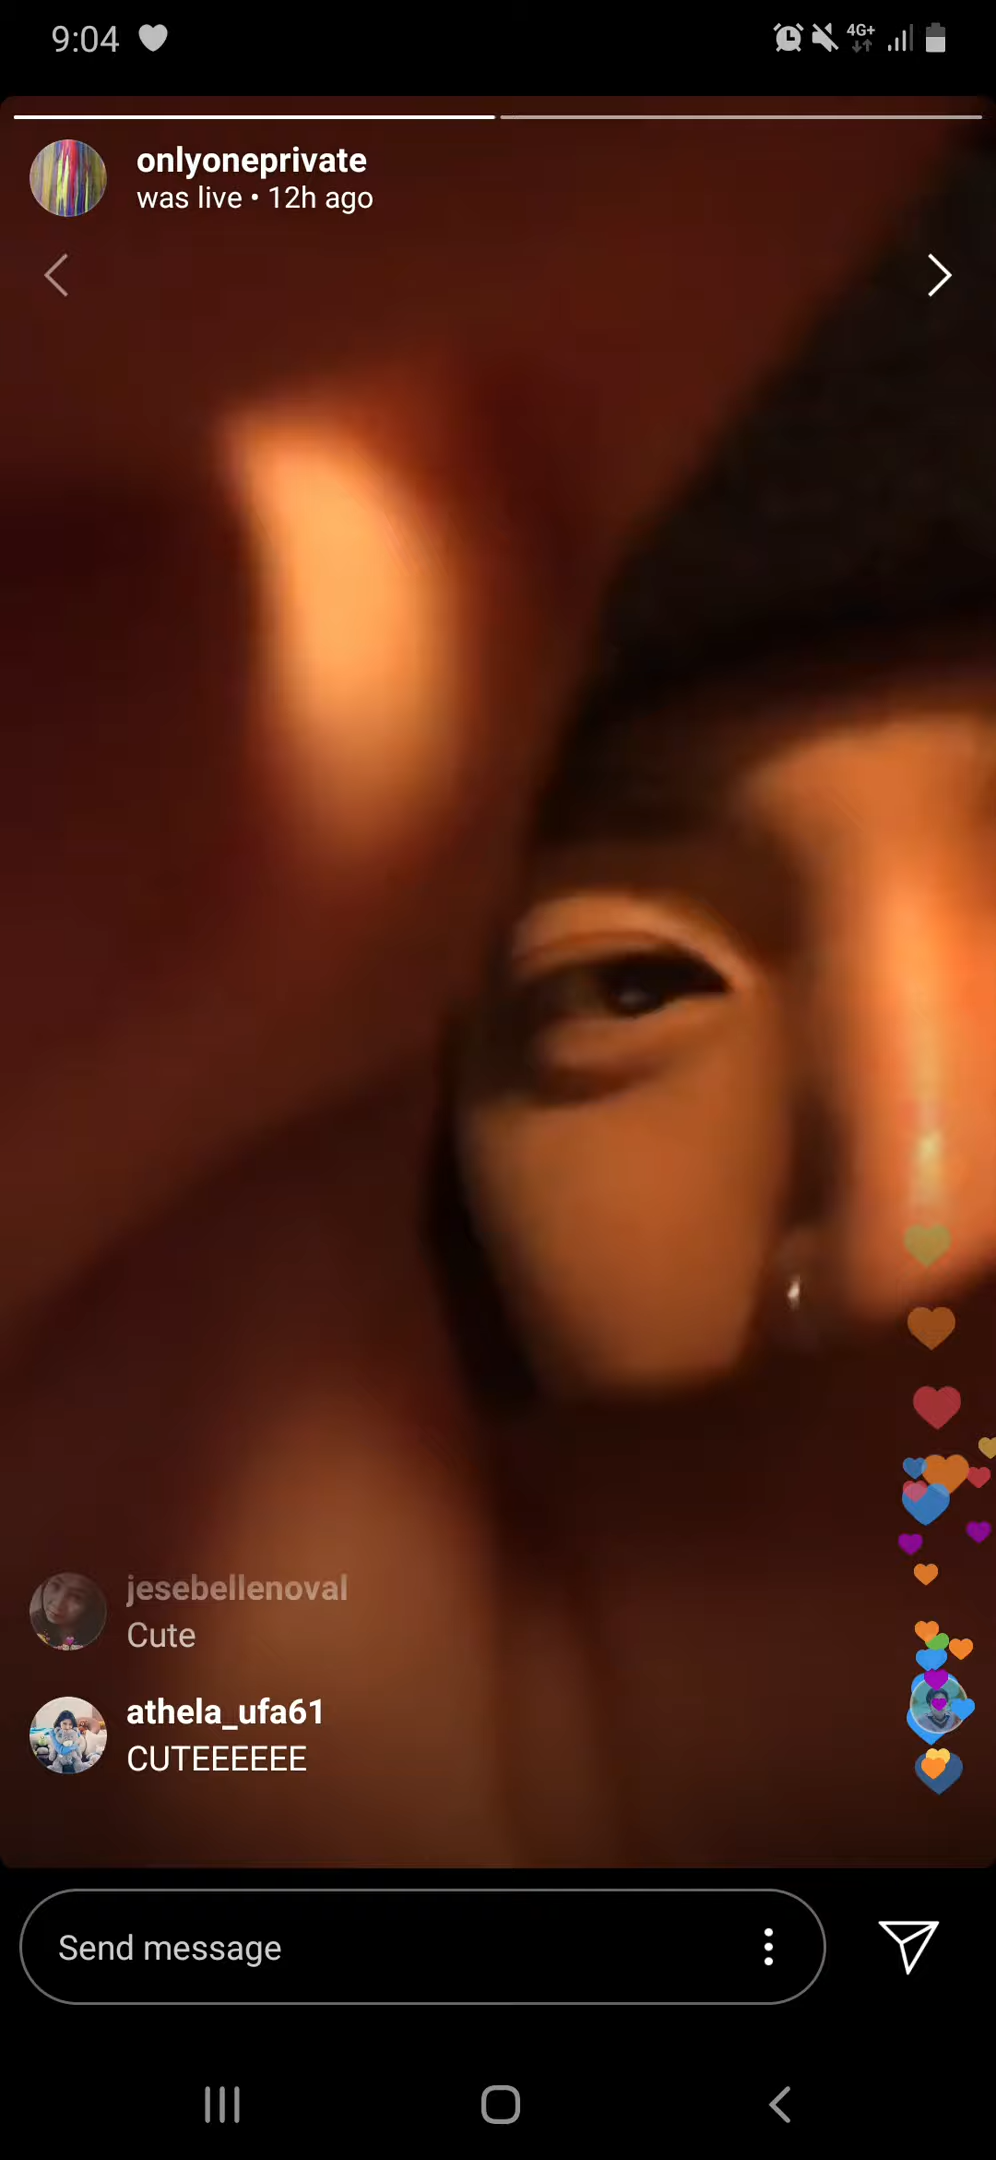 9:04
4G+
onlyoneprivate
was live • 12h ago
jesebellenoval
Cute
athela_ufa61
CUTEEEEEE
Send message